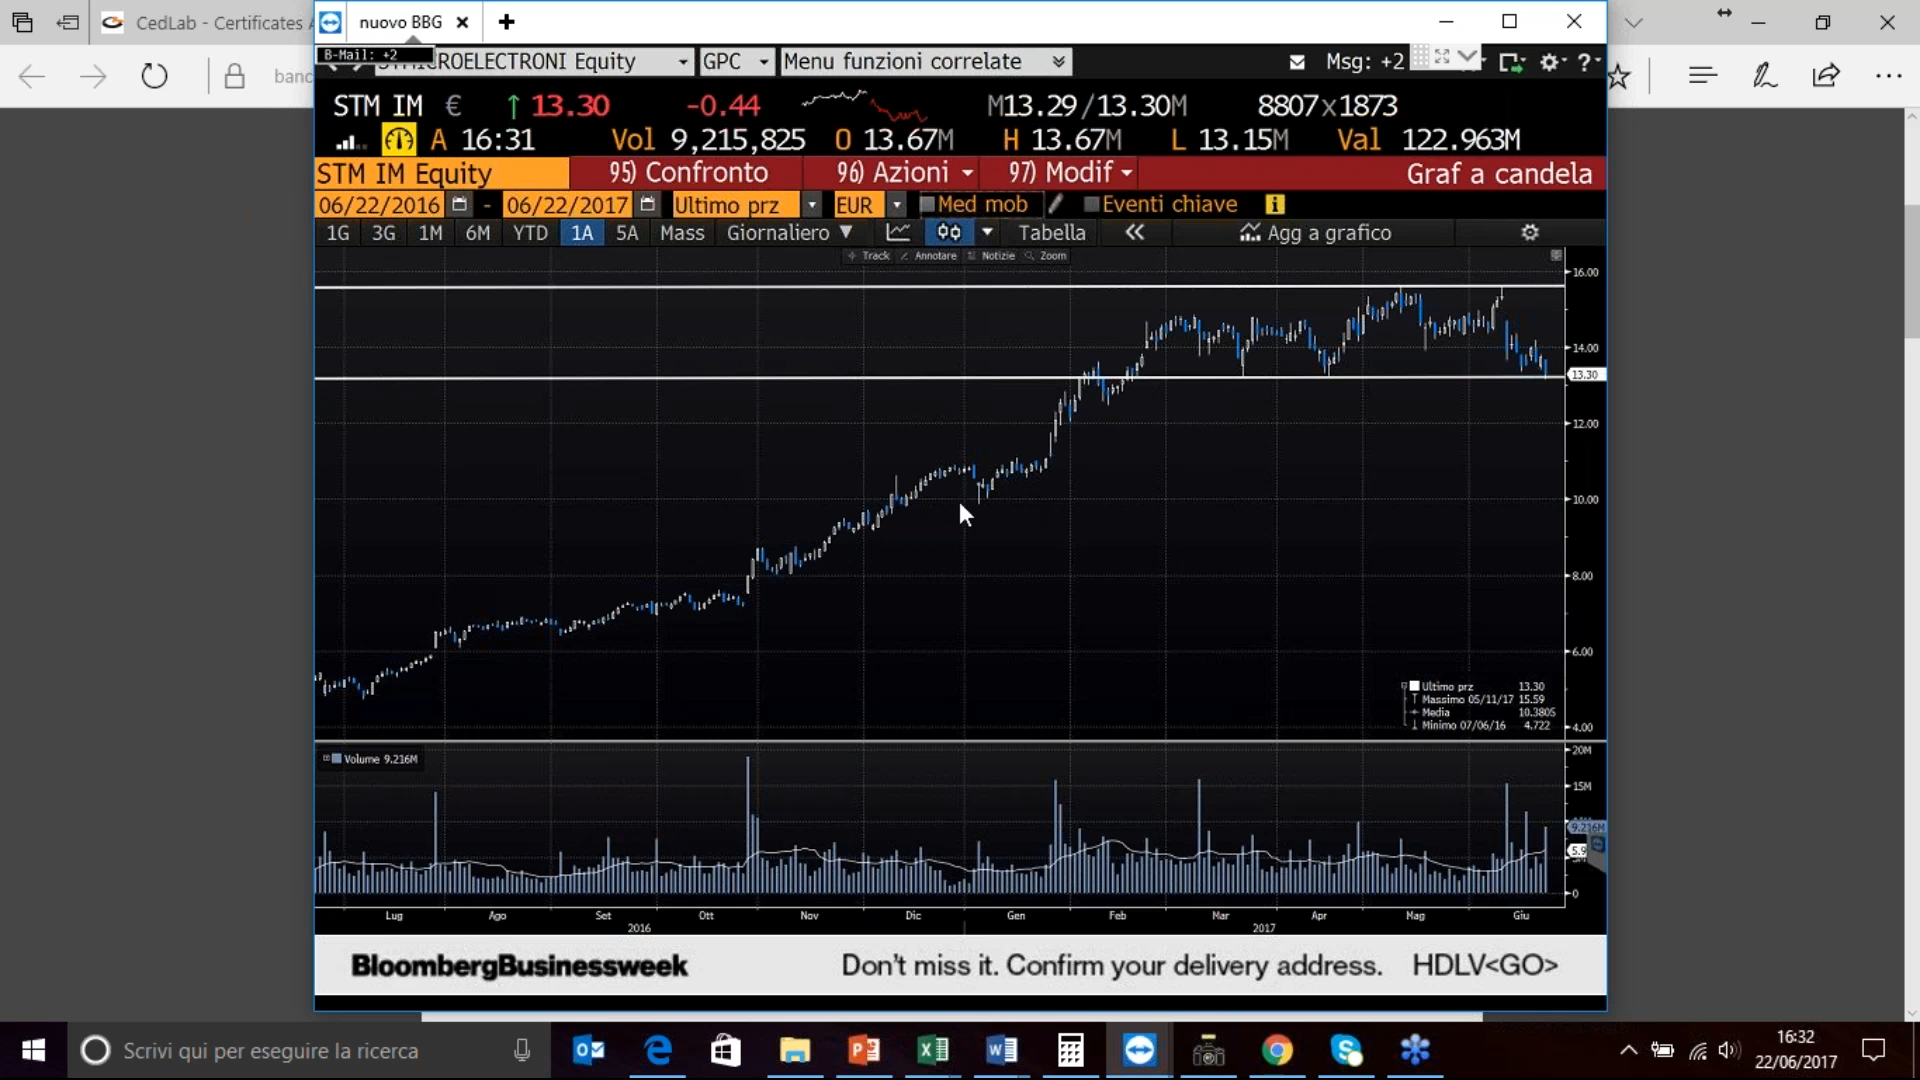 CedLab - Certificates
nuovo BBG
banc
B-Mail: +2
STMICROELECTRONI Equity
GPC
Menu funzioni correlate
Msg: +2
?
STM IM € ↑ 13.30 -0.44 M13.29/13.30M 8807x1873
A 16:31 Vol 9,215,825 O 13.67M H 13.67M L 13.15M Val 122.963M
STM IM Equity 95) Confronto 96) Azioni 97) Modif Graf a candela
06/22/2016 - 06/22/2017 Ultimo prz EUR Med mob Eventi chiave
1G 3G 1M 6M YTD 1A 5A Mass Giornaliero Tabella « Agg a grafico
Track Annotare Notizie Zoom
16.00
14.00
13.30
12.00
10.00
8.00
6.00
4.00
Ultimo prz 13.30
Massimo 05/11/17 15.59
Media 10.3805
Minimo 07/06/16 4.722
Volume 9.216M
20M
15M
9.216M
5.9
0
Lug Ago Set Ott Nov Dic Gen Feb Mar Apr Mag Giu
2016 2017
BloombergBusinessweek Don't miss it. Confirm your delivery address. HDLV<GO>
Scrivi qui per eseguire la ricerca
16:32
22/06/2017